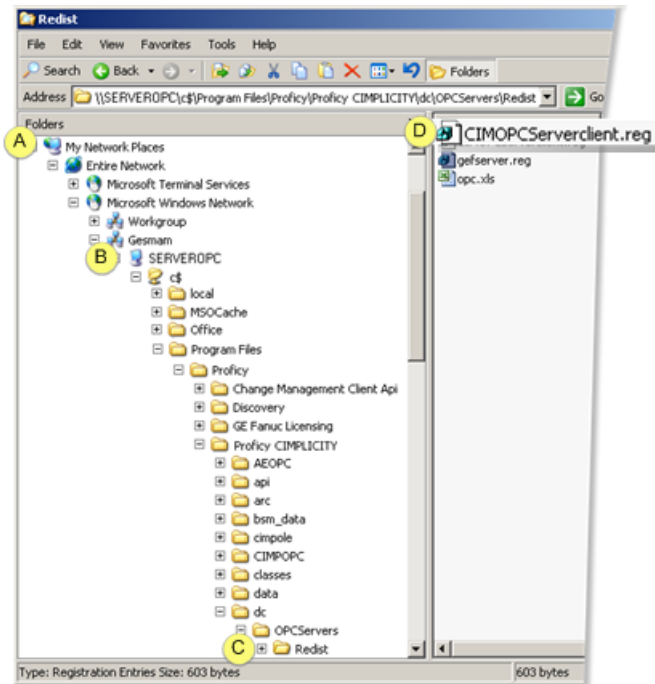 Redist
File Edit View Favorites Tools Help
Search Back Folders
Address \\SERVEROPC\c$\Program Files\Proficy\Proficy CIMPLICITY\dc\OPCServers\Redist Go
Folders
A My Network Places
Entire Network
Microsoft Terminal Services
Microsoft Windows Network
Workgroup
Gesmam
B SERVEROPC
c$
local
MSOCache
Office
Program Files
Proficy
Change Management Client Api
Discovery
GE Fanuc Licensing
Proficy CIMPLICITY
AEOPC
api
arc
bsm_data
cimpole
CIMPOPC
classes
data
dc
OPCServers
C Redist
D CIMOPCServerclient.reg
gefserver.reg
opc.xls
Type: Registration Entries Size: 603 bytes 603 bytes